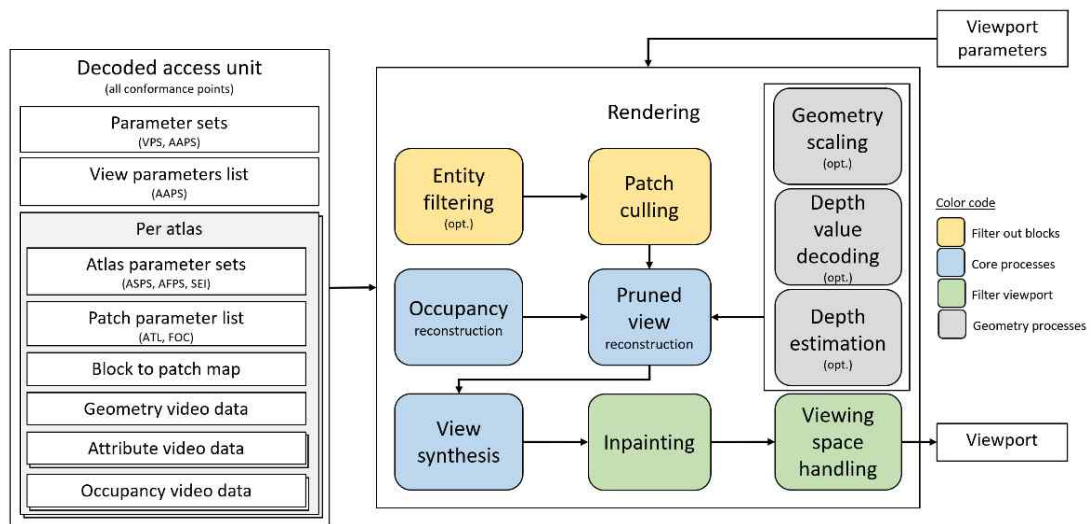 Decoded access unit
(all conformance points)
Parameter sets
(VPS, AAPS)
View parameters list
(AAPS)
Per atlas
Atlas parameter sets
(ASPS, AFPS, SEI)
Patch parameter list
(ATL, FOC)
Block to patch map
Geometry video data
Attribute video data
Occupancy video data
Viewport
parameters
Rendering
Entity
filtering
(opt.)
Patch
culling
Occupancy
reconstruction
Pruned
view
reconstruction
Geometry
scaling
(opt.)
Depth
value
decoding
(opt.)
Depth
estimation
(opt.)
View
synthesis
Inpainting
Viewing
space
handling
Color code
Filter out blocks
Core processes
Filter viewport
Geometry processes
Viewport